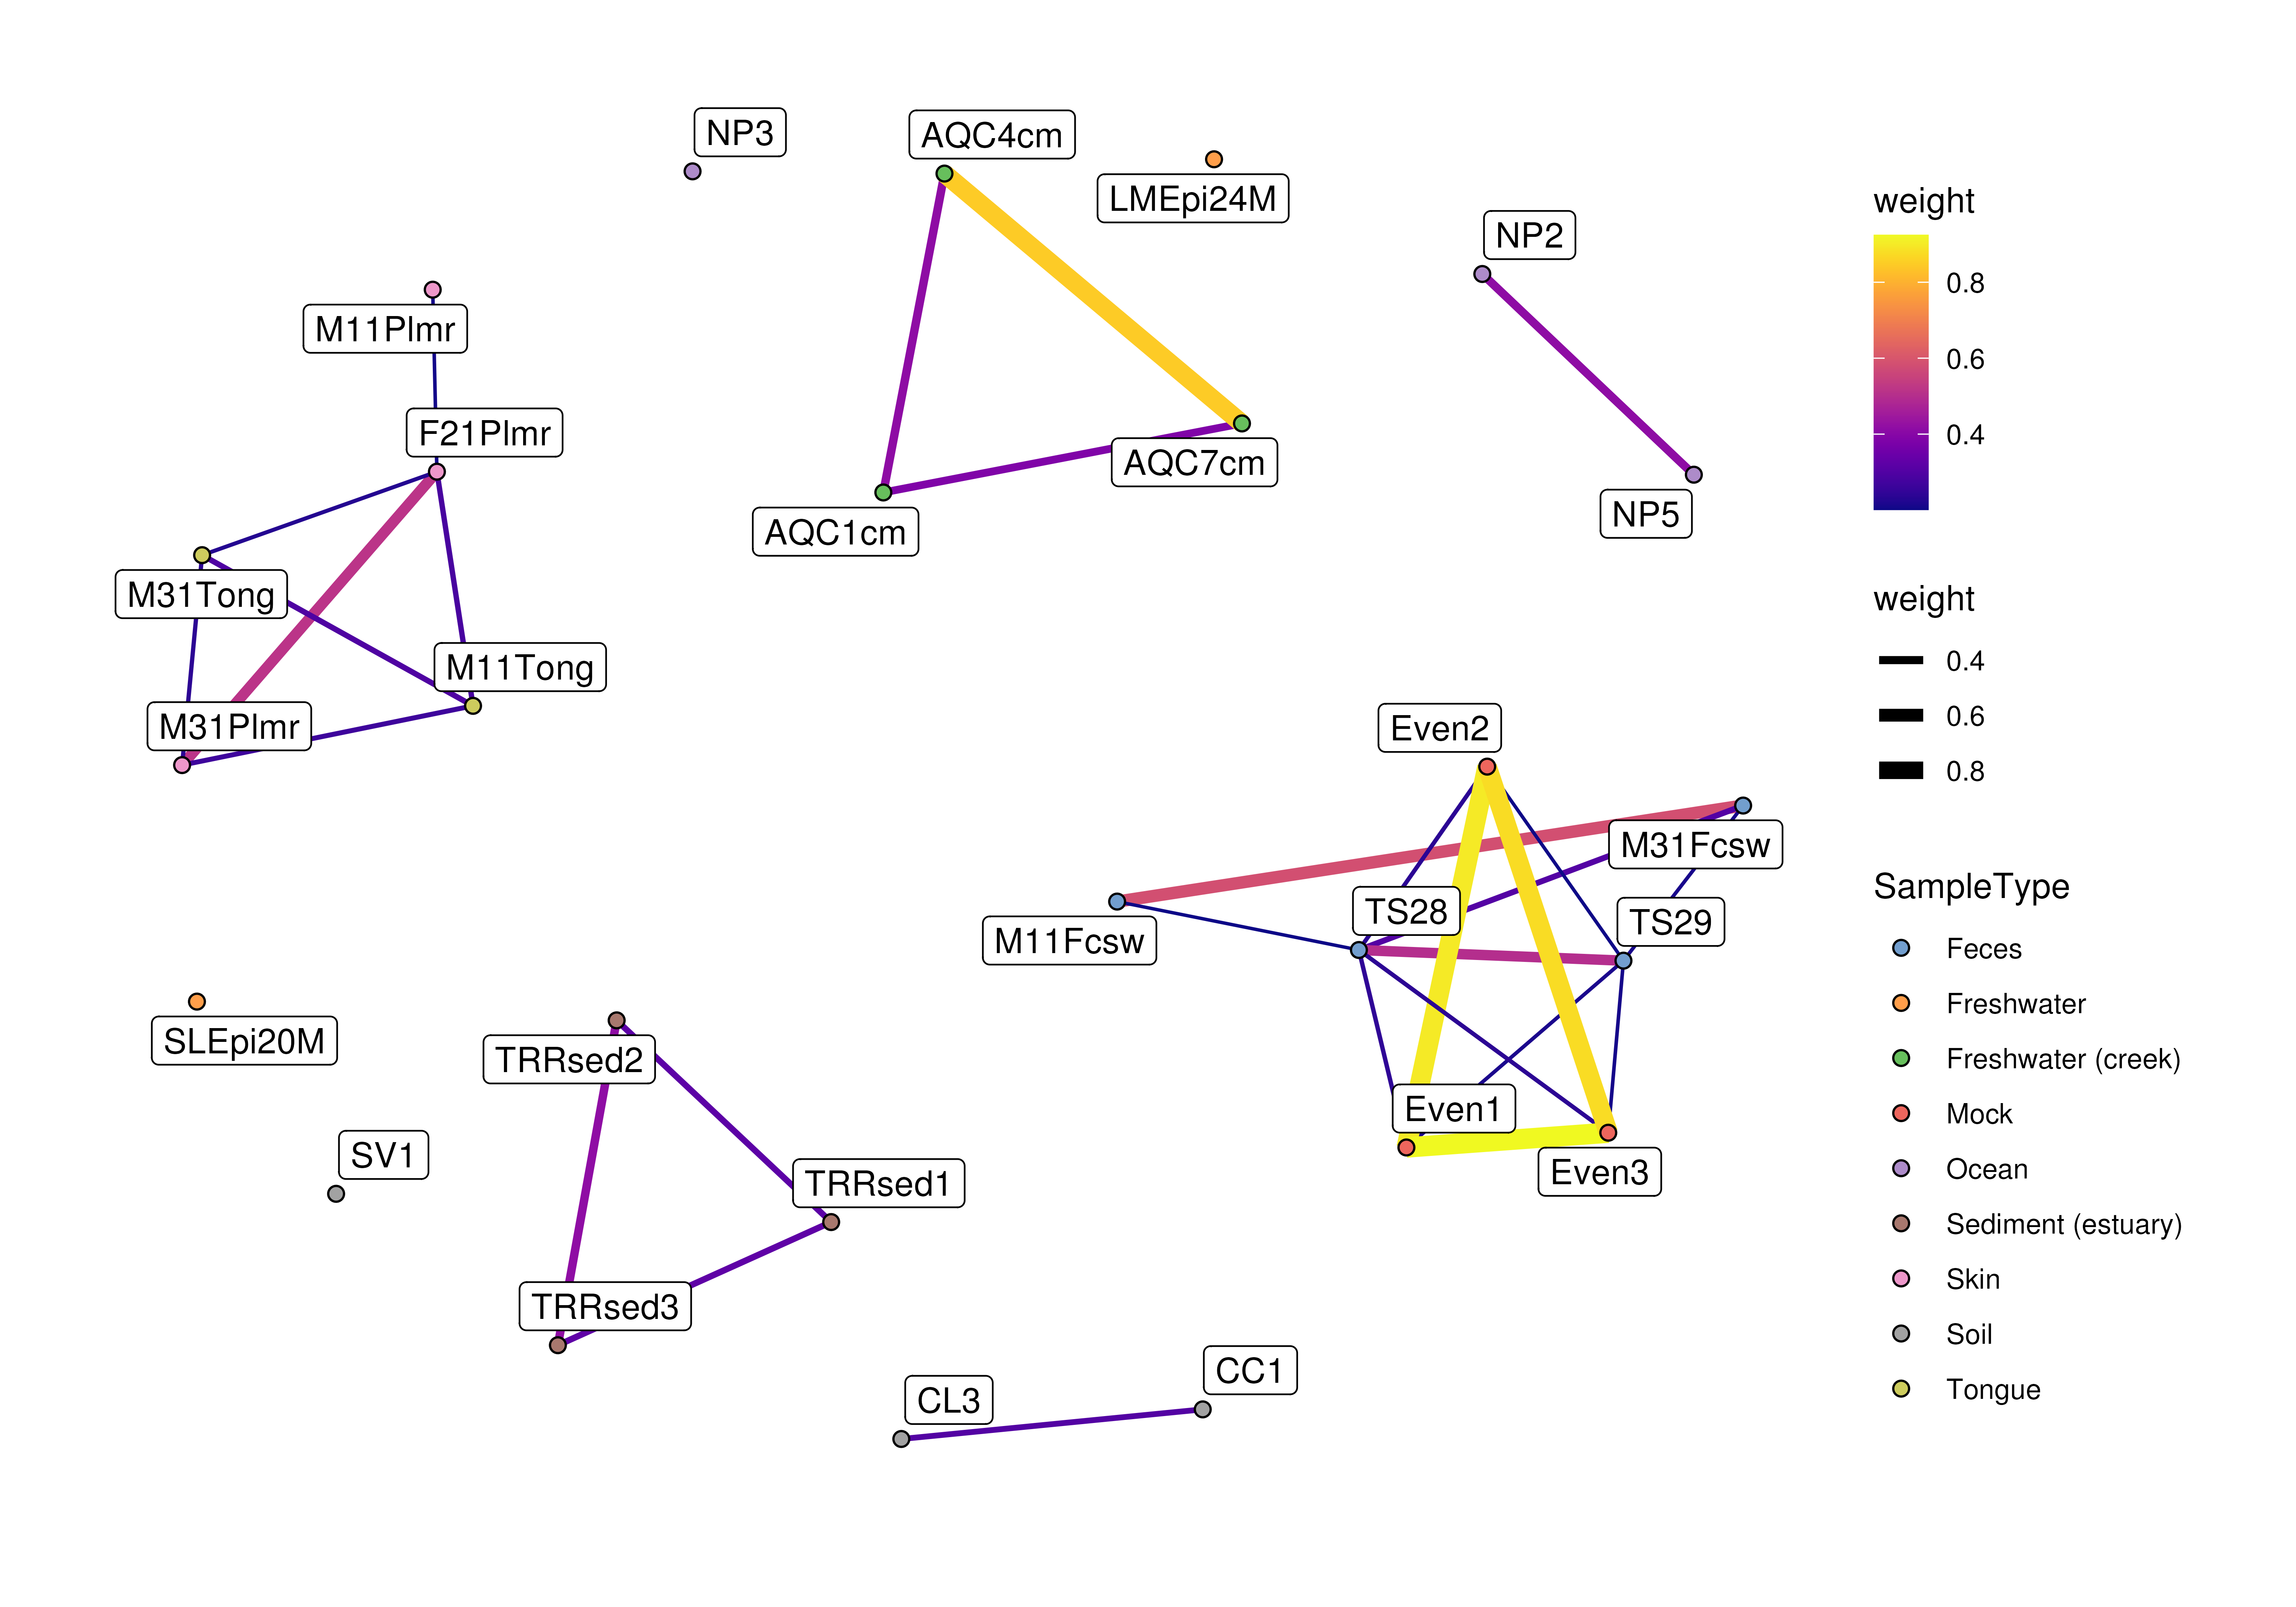 NP3
AQC4cm
LMEpi24M
NP2
M11Plmr
F21Plmr
AQC7cm
AQC1cm
NP5
M31Tong
M11Tong
M31Plmr
Even2
M31Fcsw
TS28
TS29
M11Fcsw
SLEpi20M
TRRsed2
Even1
SV1
Even3
TRRsed1
TRRsed3
CC1
CL3
weight
0.8
0.6
0.4
weight
0.4
0.6
0.8
SampleType
Feces
Freshwater
Freshwater (creek)
Mock
Ocean
Sediment (estuary)
Skin
Soil
Tongue